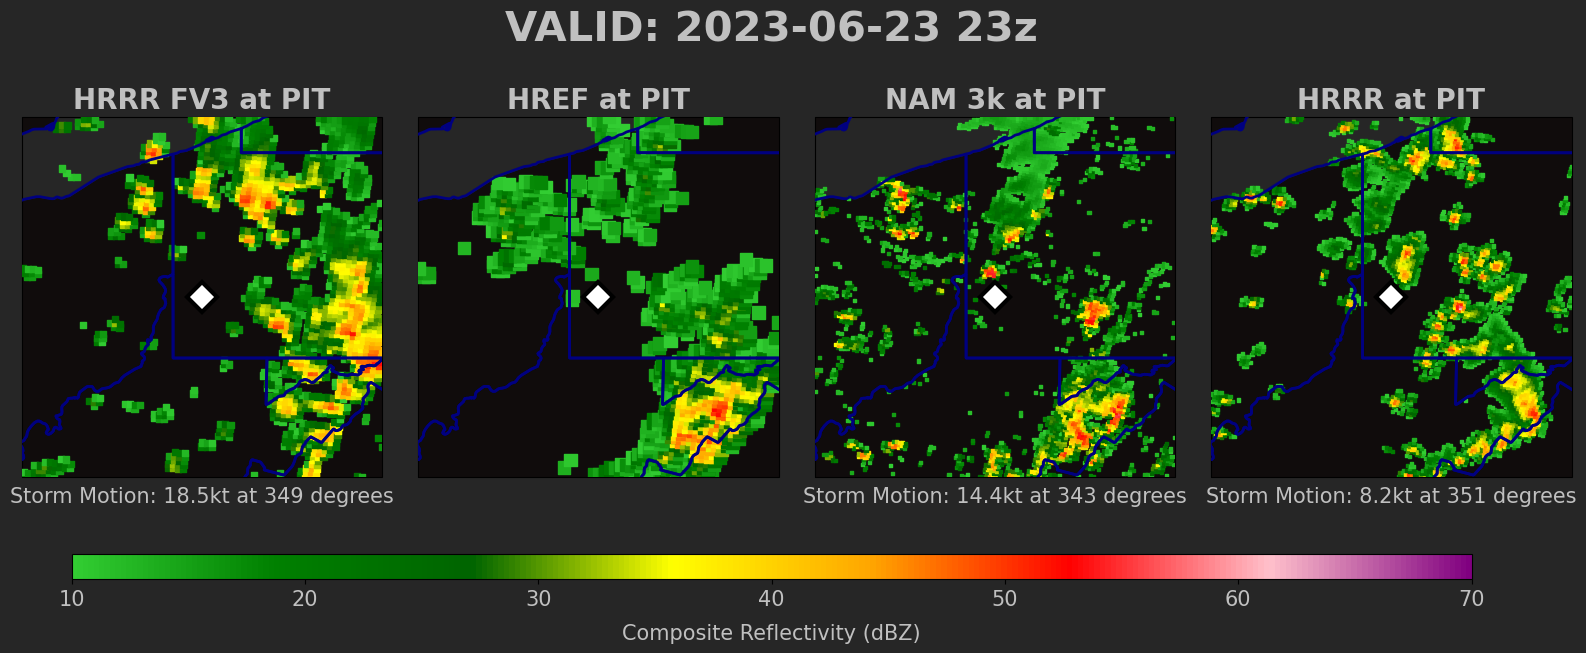 VALID: 2023-06-23 23z
HRRR FV3 at PIT
HREF at PIT
NAM 3k at PIT
HRRR at PIT
Storm Motion: 18.5kt at 349 degrees
Storm Motion: 14.4kt at 343 degrees
Storm Motion: 8.2kt at 351 degrees
10 20 30 40 50 60 70
Composite Reflectivity (dBZ)